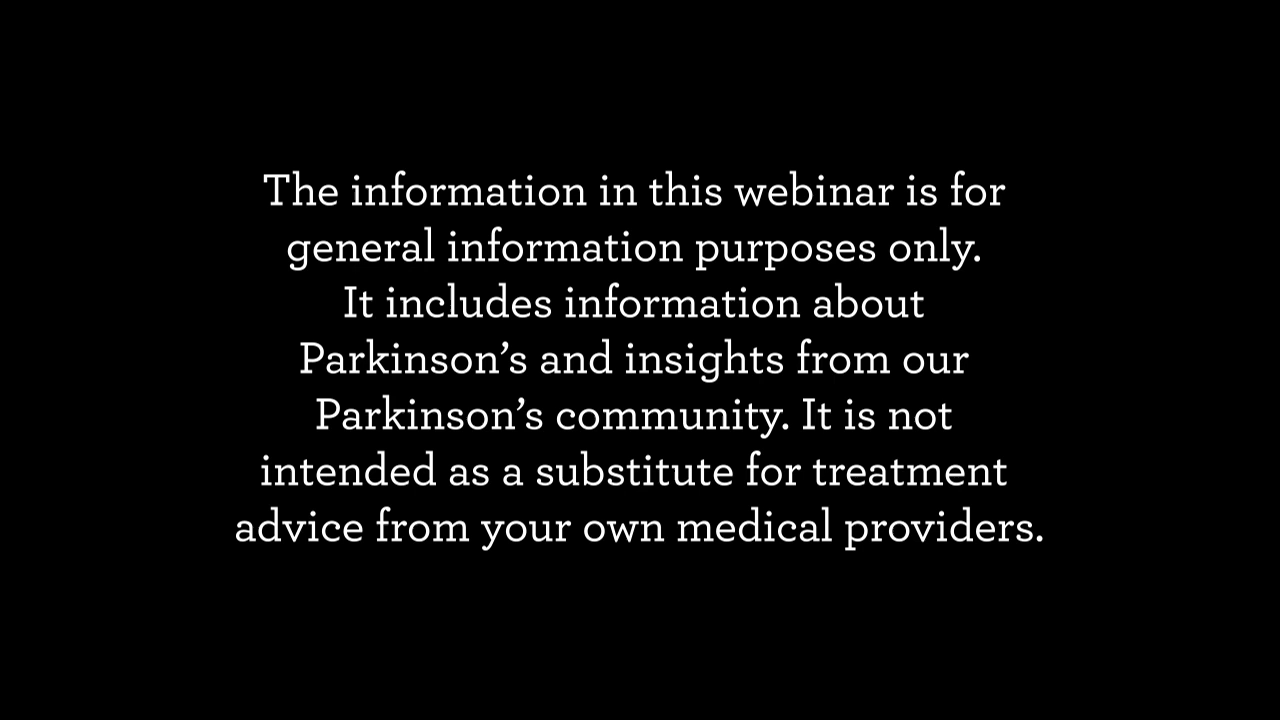 The information in this webinar is for
general information purposes only.
It includes information about
Parkinson’s and insights from our
Parkinson’s community. It is not
intended as a substitute for treatment
advice from your own medical providers.